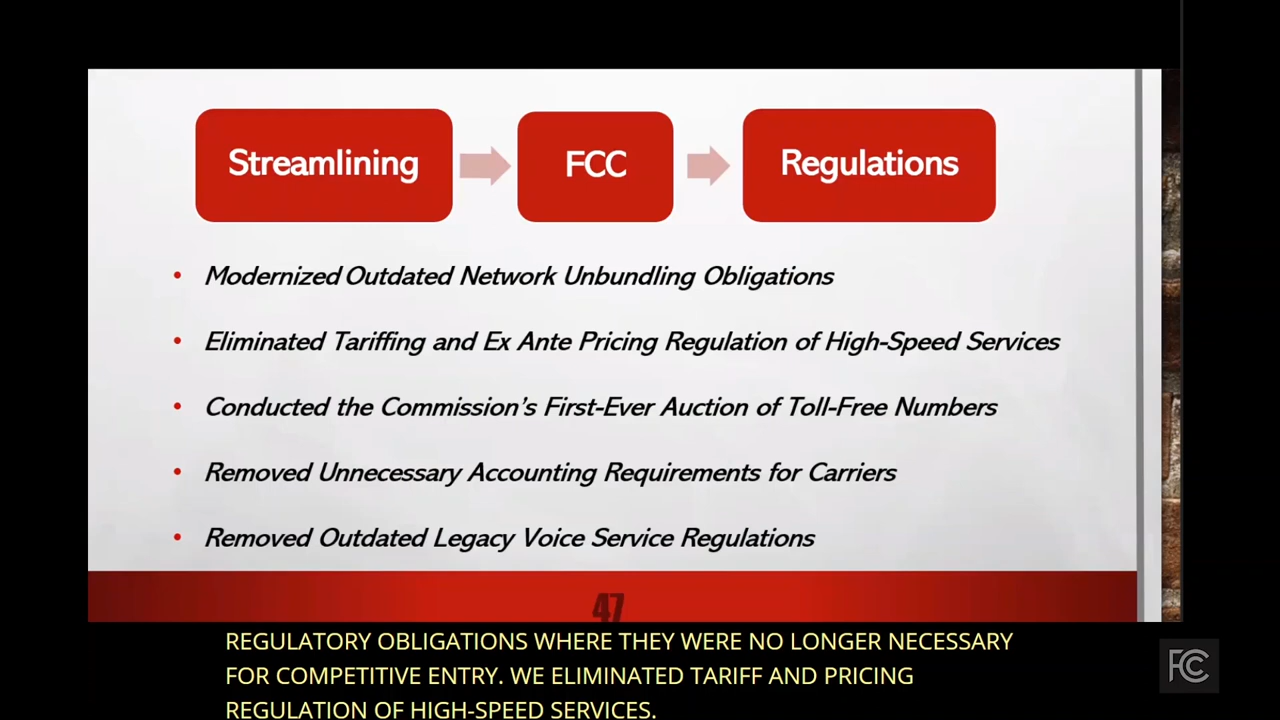 Streamlining
FCC
Regulations
• Modernized Outdated Network Unbundling Obligations
• Eliminated Tariffing and Ex Ante Pricing Regulation of High-Speed Services
• Conducted the Commission's First-Ever Auction of Toll-Free Numbers
• Removed Unnecessary Accounting Requirements for Carriers
• Removed Outdated Legacy Voice Service Regulations
47
REGULATORY OBLIGATIONS WHERE THEY WERE NO LONGER NECESSARY
FOR COMPETITIVE ENTRY. WE ELIMINATED TARIFF AND PRICING
REGULATION OF HIGH-SPEED SERVICES.
FCC